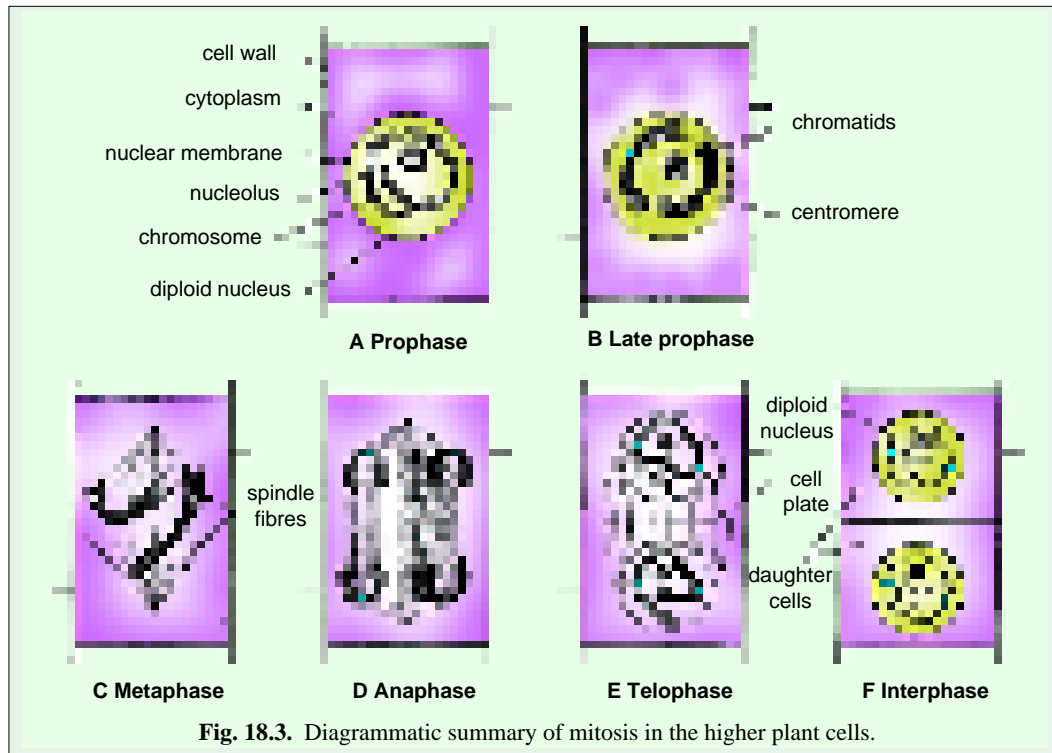 cell wall
cytoplasm
nuclear membrane
nucleolus
chromosome
diploid nucleus
chromatids
centromere
A Prophase
B Late prophase
spindle
fibres
diploid
nucleus
cell
plate
daughter
cells
C Metaphase
D Anaphase
E Telophase
F Interphase
Fig. 18.3. Diagrammatic summary of mitosis in the higher plant cells.